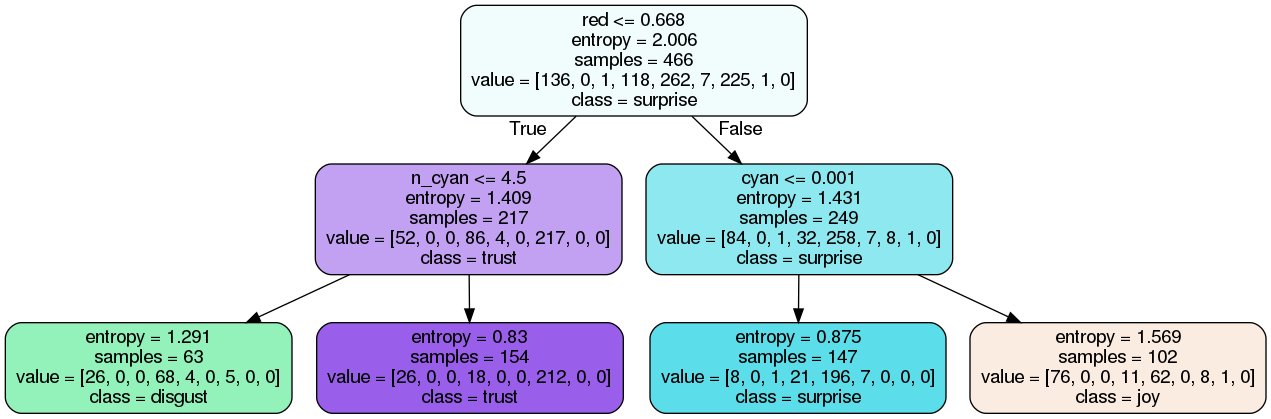 red <= 0.668
entropy = 2.006
samples = 466
value = [136, 0, 1, 118, 262, 7, 225, 1, 0]
class = surprise
True
False
n_cyan <= 4.5
entropy = 1.409
samples = 217
value = [52, 0, 0, 86, 4, 0, 217, 0, 0]
class = trust
cyan <= 0.001
entropy = 1.431
samples = 249
value = [84, 0, 1, 32, 258, 7, 8, 1, 0]
class = surprise
entropy = 1.291
samples = 63
value = [26, 0, 0, 68, 4, 0, 5, 0, 0]
class = disgust
entropy = 0.83
samples = 154
value = [26, 0, 0, 18, 0, 0, 212, 0, 0]
class = trust
entropy = 0.875
samples = 147
value = [8, 0, 1, 21, 196, 7, 0, 0, 0]
class = surprise
entropy = 1.569
samples = 102
value = [76, 0, 0, 11, 62, 0, 8, 1, 0]
class = joy